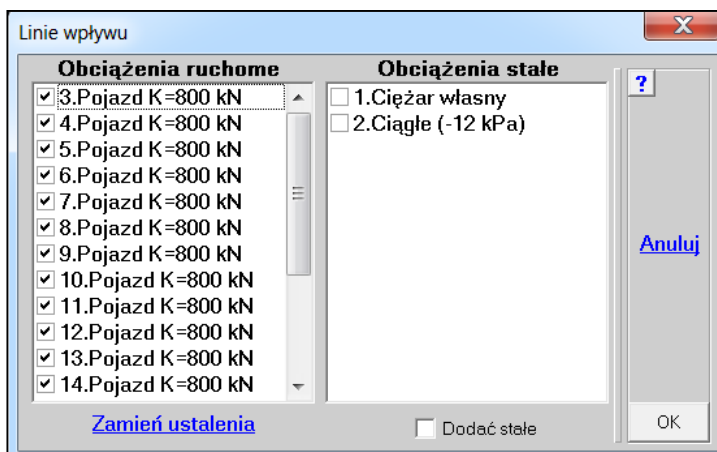 Linie wpływu
Obciążenia ruchome
3.Pojazd K=800 kN
4.Pojazd K=800 kN
5.Pojazd K=800 kN
6.Pojazd K=800 kN
7.Pojazd K=800 kN
8.Pojazd K=800 kN
9.Pojazd K=800 kN
10.Pojazd K=800 kN
11.Pojazd K=800 kN
12.Pojazd K=800 kN
13.Pojazd K=800 kN
14.Pojazd K=800 kN
Zamień ustalenia
Obciążenia stałe
1.Ciężar własny
2.Ciągłe (-12 kPa)
Dodać stałe
?
Anuluj
OK